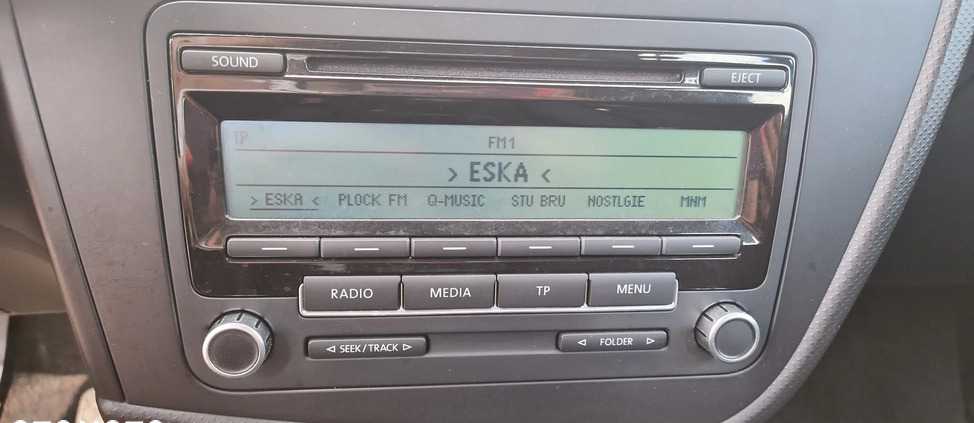 SOUND
EJECT
TP FM1
> ESKA <
> ESKA < PLOCK FM Q-MUSIC STU BRU NOSTLGIE MNM
RADIO MEDIA TP MENU
◁ SEEK/TRACK ▷ ◁ FOLDER ▷